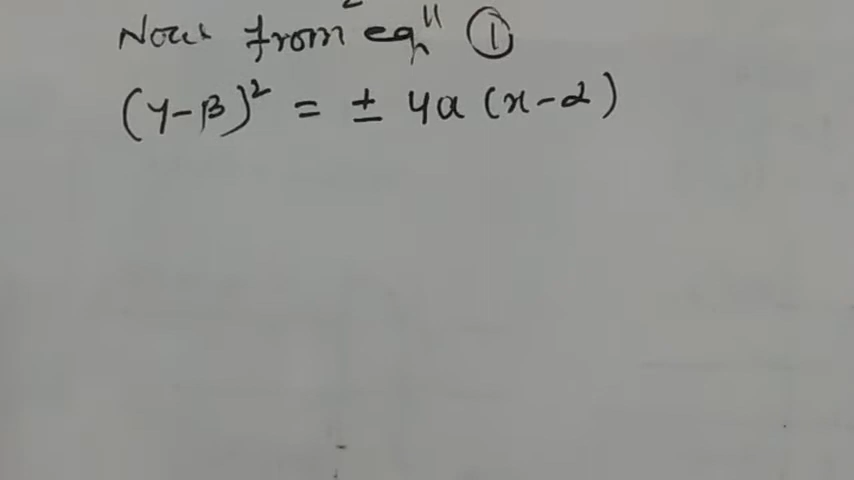 Now from eqn ①
(y-β)² = ± 4a (x-α)